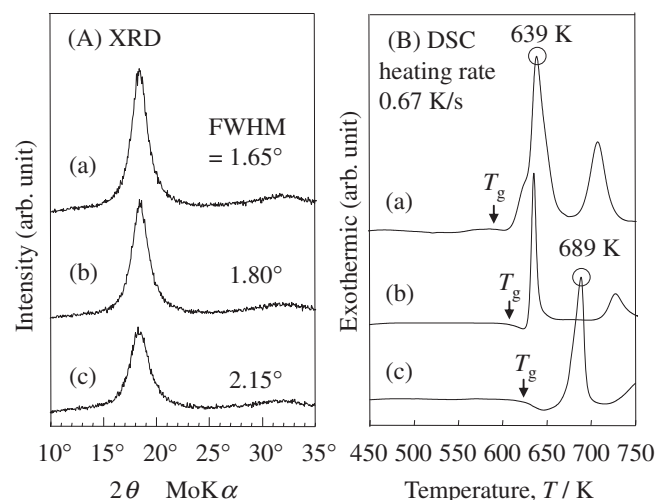 (A) XRD
FWHM
= 1.65°
(a)
(b)
1.80°
(c)
2.15°
Intensity (arb. unit)
10° 15° 20° 25° 30° 35°
2θ MoKα
(B) DSC
heating rate
0.67 K/s
639 K
Tg
(a)
689 K
Tg
(b)
Tg
(c)
Exothermic (arb. unit)
450 500 550 600 650 700 750
Temperature, T / K